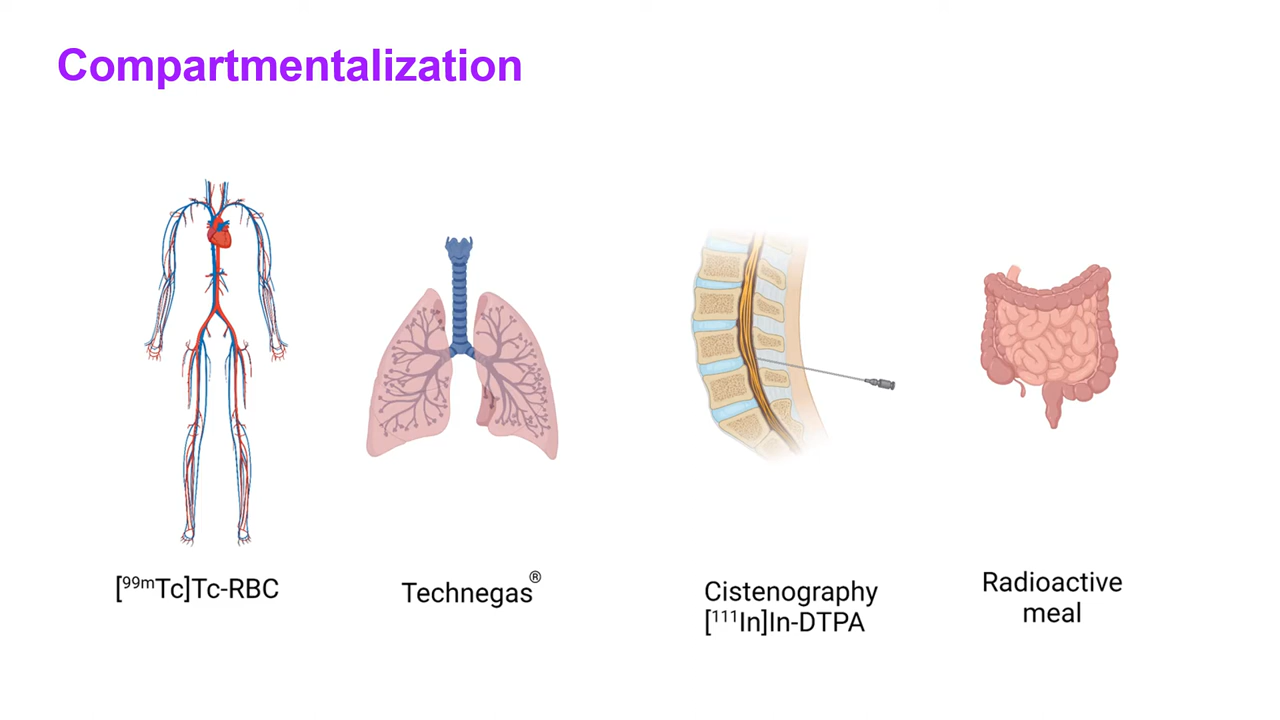 Compartmentalization
[⁹⁹ᵐTc]Tc-RBC
Technegas®
Cistenography
[¹¹¹In]In-DTPA
Radioactive
meal